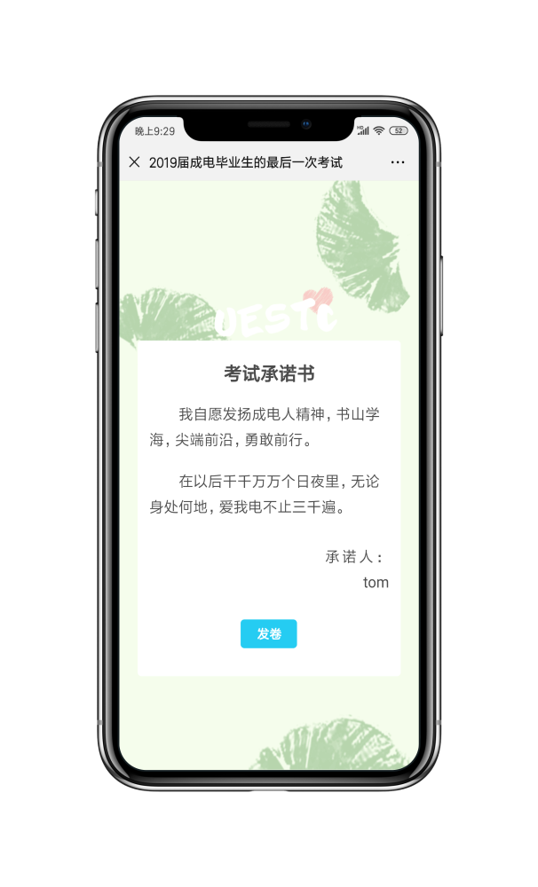 晚上9:29
HD
52
2019届成电毕业生的最后一次考试
UESTC
考试承诺书
我自愿发扬成电人精神，书山学
海，尖端前沿，勇敢前行。
在以后千千万万个日夜里，无论
身处何地，爱我电不止三千遍。
承诺人：
tom
发卷